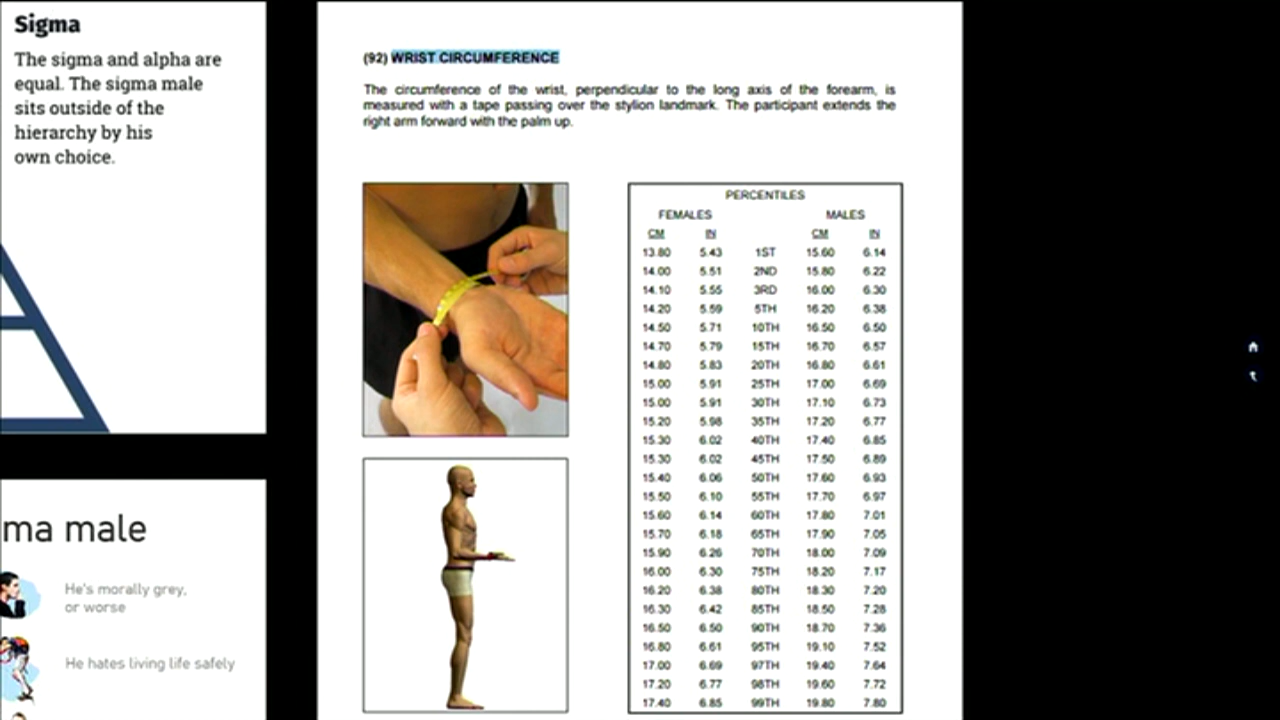 Sigma
The sigma and alpha are
equal. The sigma male
sits outside of the
hierarchy by his
own choice.
ma male
He's morally grey,
or worse
He hates living life safely
(92) WRIST CIRCUMFERENCE
The circumference of the wrist, perpendicular to the long axis of the forearm, is
measured with a tape passing over the stylion landmark. The participant extends the
right arm forward with the palm up.
PERCENTILES
FEMALES MALES
CM IN CM IN
13.80 5.43 1ST 15.60 6.14
14.00 5.51 2ND 15.80 6.22
14.10 5.55 3RD 16.00 6.30
14.20 5.59 5TH 16.20 6.38
14.50 5.71 10TH 16.50 6.50
14.70 5.79 15TH 16.70 6.57
14.80 5.83 20TH 16.80 6.61
15.00 5.91 25TH 17.00 6.69
15.00 5.91 30TH 17.10 6.73
15.20 5.98 35TH 17.20 6.77
15.30 6.02 40TH 17.40 6.85
15.30 6.02 45TH 17.50 6.89
15.40 6.06 50TH 17.60 6.93
15.50 6.10 55TH 17.70 6.97
15.60 6.14 60TH 17.80 7.01
15.70 6.18 65TH 17.90 7.05
15.90 6.26 70TH 18.00 7.09
16.00 6.30 75TH 18.20 7.17
16.20 6.38 80TH 18.30 7.20
16.30 6.42 85TH 18.50 7.28
16.50 6.50 90TH 18.70 7.36
16.80 6.61 95TH 19.10 7.52
17.00 6.69 97TH 19.40 7.64
17.20 6.77 98TH 19.60 7.72
17.40 6.85 99TH 19.80 7.80